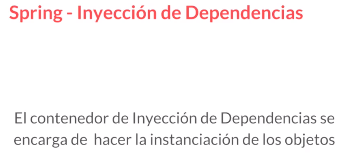 Spring - Inyección de Dependencias
El contenedor de Inyección de Dependencias se
encarga de hacer la instanciación de los objetos